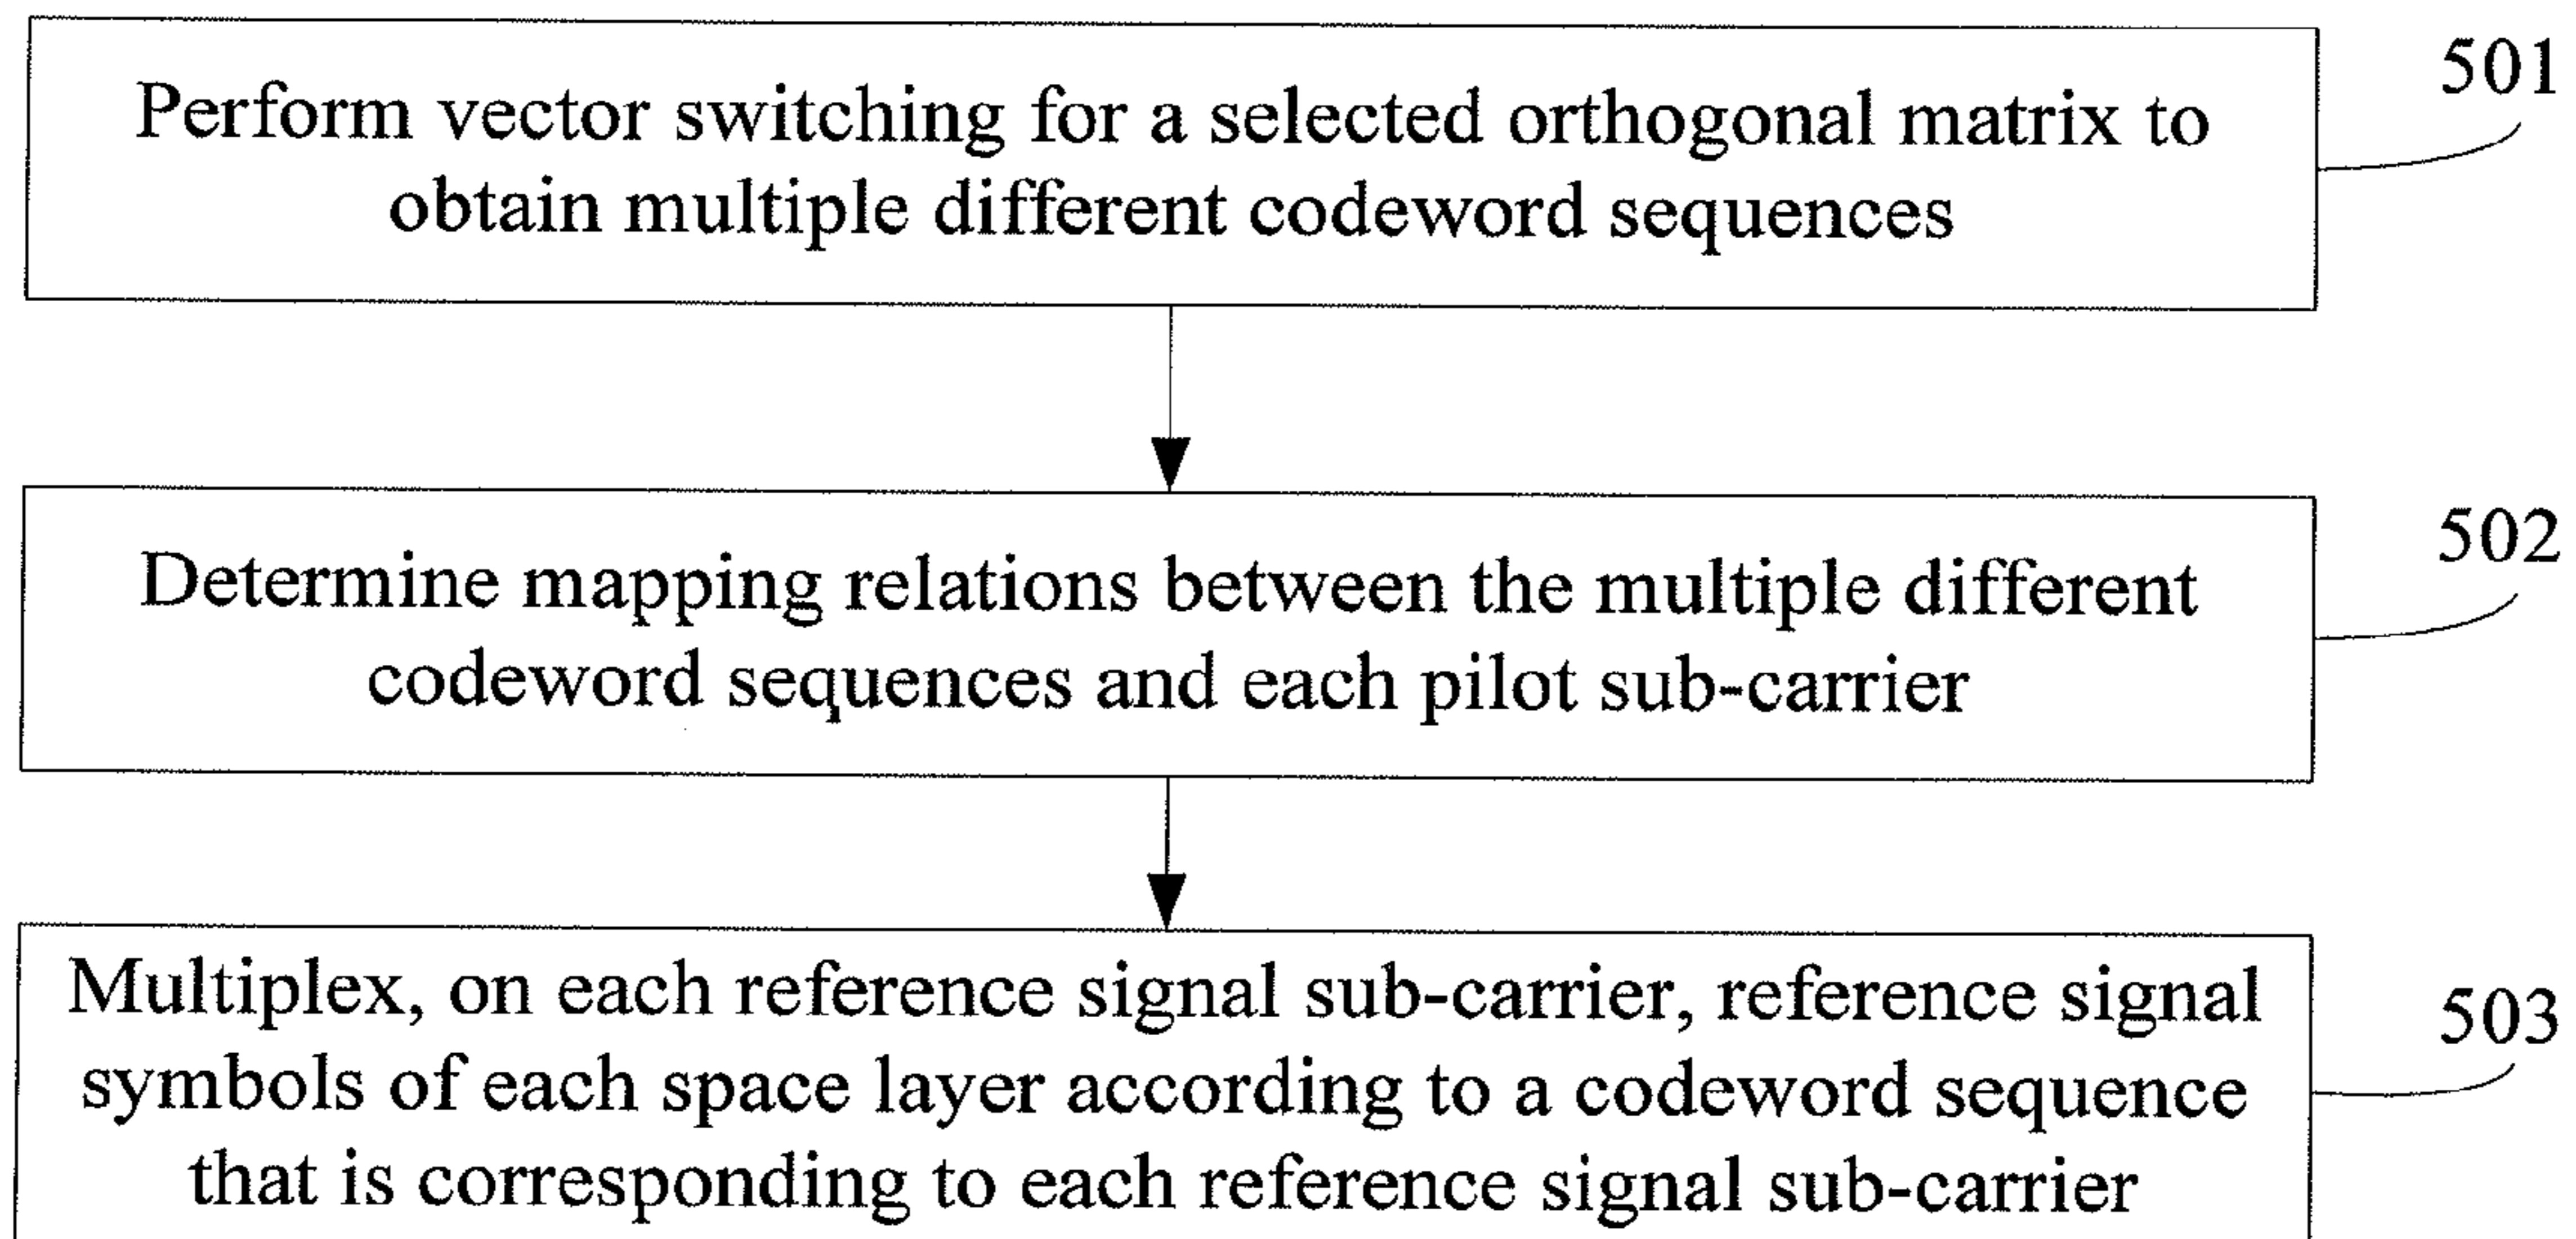 Perform vector switching for a selected orthogonal matrix to
obtain multiple different codeword sequences
501
Determine mapping relations between the multiple different
codeword sequences and each pilot sub-carrier
502
Multiplex, on each reference signal sub-carrier, reference signal
symbols of each space layer according to a codeword sequence
that is corresponding to each reference signal sub-carrier
503